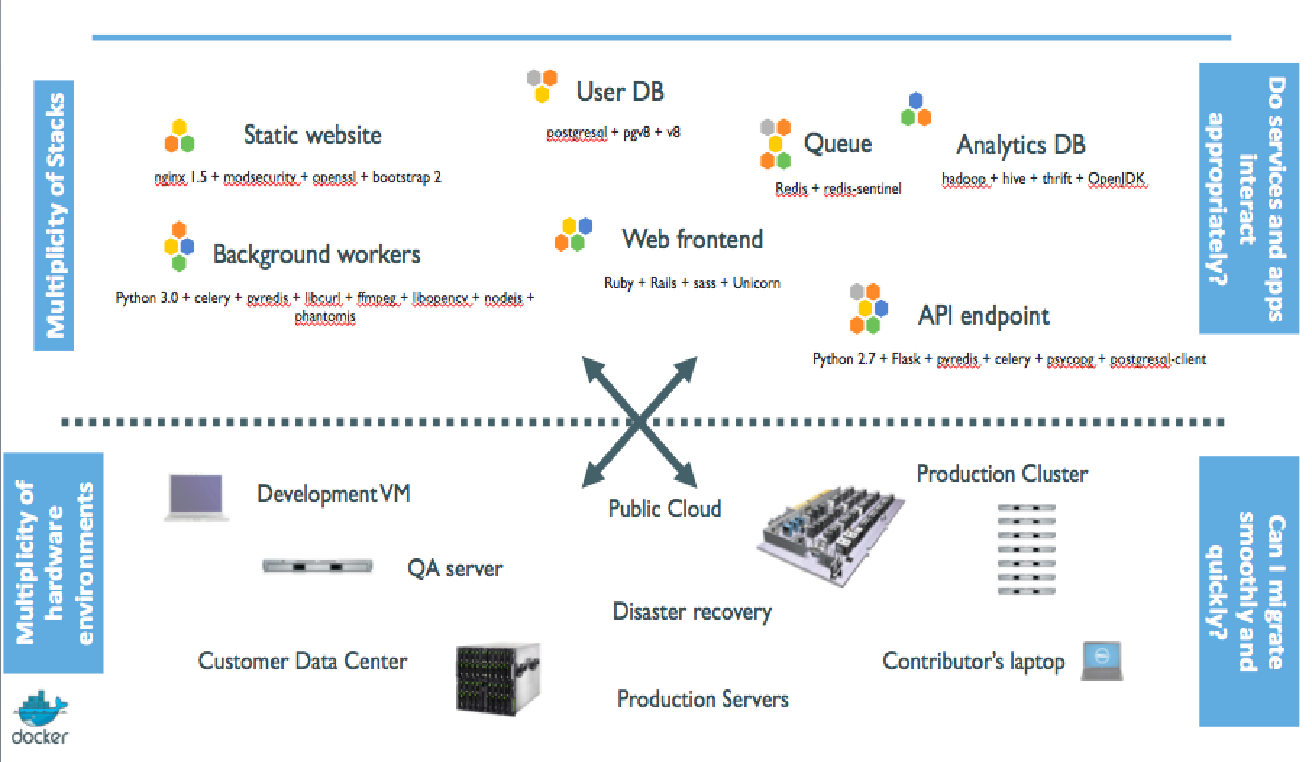 Multiplicity of Stacks
Do services and apps
interact
appropriately?
User DB
postgresql + pgv8 + v8
Static website
nginx 1.5 + modsecurity + openssl + bootstrap 2
Queue
Redis + redis-sentinel
Analytics DB
hadoop + hive + thrift + OpenJDK
Background workers
Python 3.0 + celery + pyredis + libcurl + ffmpeg + libopencv + nodejs +
phantomjs
Web frontend
Ruby + Rails + sass + Unicorn
API endpoint
Python 2.7 + Flask + pyredis + celery + psycopg + postgresql-client
Multiplicity of
hardware
environments
Can I migrate
smoothly and
quickly?
Development VM
Public Cloud
Production Cluster
QA server
Disaster recovery
Customer Data Center
Contributor's laptop
Production Servers
docker